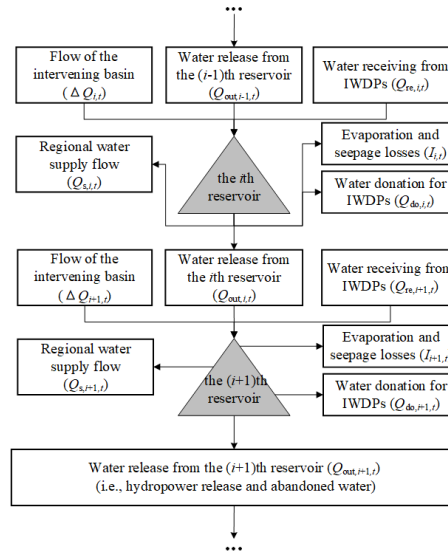 ...
Flow of the
intervening basin
(ΔQi,t)
Water release from
the (i-1)th reservoir
(Qout,i-1,t)
Water receiving from
IWDPs (Qre,i,t)
Regional water
supply flow
(Qs,i,t)
the ith
reservoir
Evaporation and
seepage losses (Ii,t)
Water donation for
IWDPs (Qdo,i,t)
Flow of the
intervening basin
(ΔQi+1,t)
Water release from
the ith reservoir
(Qout,i,t)
Water receiving from
IWDPs (Qre,i+1,t)
Regional water
supply flow
(Qs,i+1,t)
the (i+1)th
reservoir
Evaporation and
seepage losses (Ii+1,t)
Water donation for
IWDPs (Qdo,i+1,t)
Water release from the (i+1)th reservoir (Qout,i+1,t)
(i.e., hydropower release and abandoned water)
...